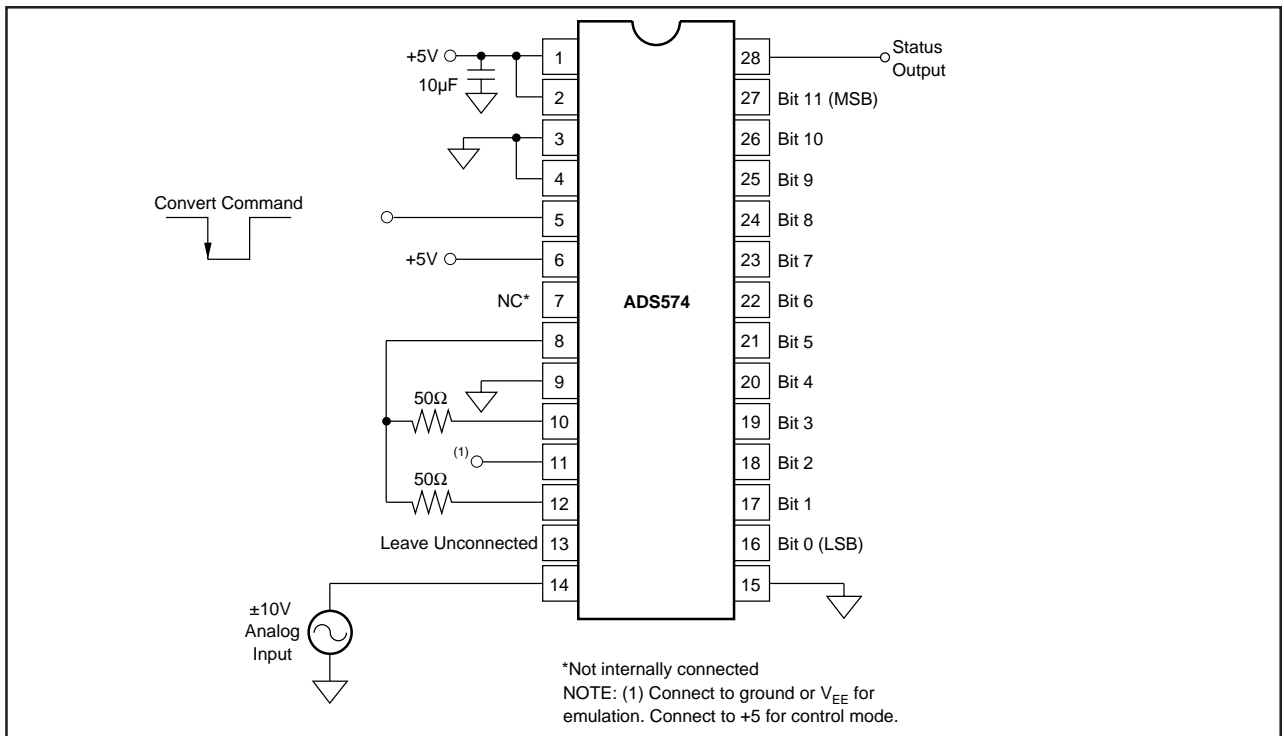 +5V
10µF
1
2
3
4
Convert Command
5
+5V
6
NC*
7
8
9
50Ω
10
(1)
11
50Ω
12
Leave Unconnected
13
14
±10V
Analog
Input
ADS574
28
Status
Output
27
Bit 11 (MSB)
26
Bit 10
25
Bit 9
24
Bit 8
23
Bit 7
22
Bit 6
21
Bit 5
20
Bit 4
19
Bit 3
18
Bit 2
17
Bit 1
16
Bit 0 (LSB)
15
*Not internally connected
NOTE: (1) Connect to ground or VEE for
emulation. Connect to +5 for control mode.